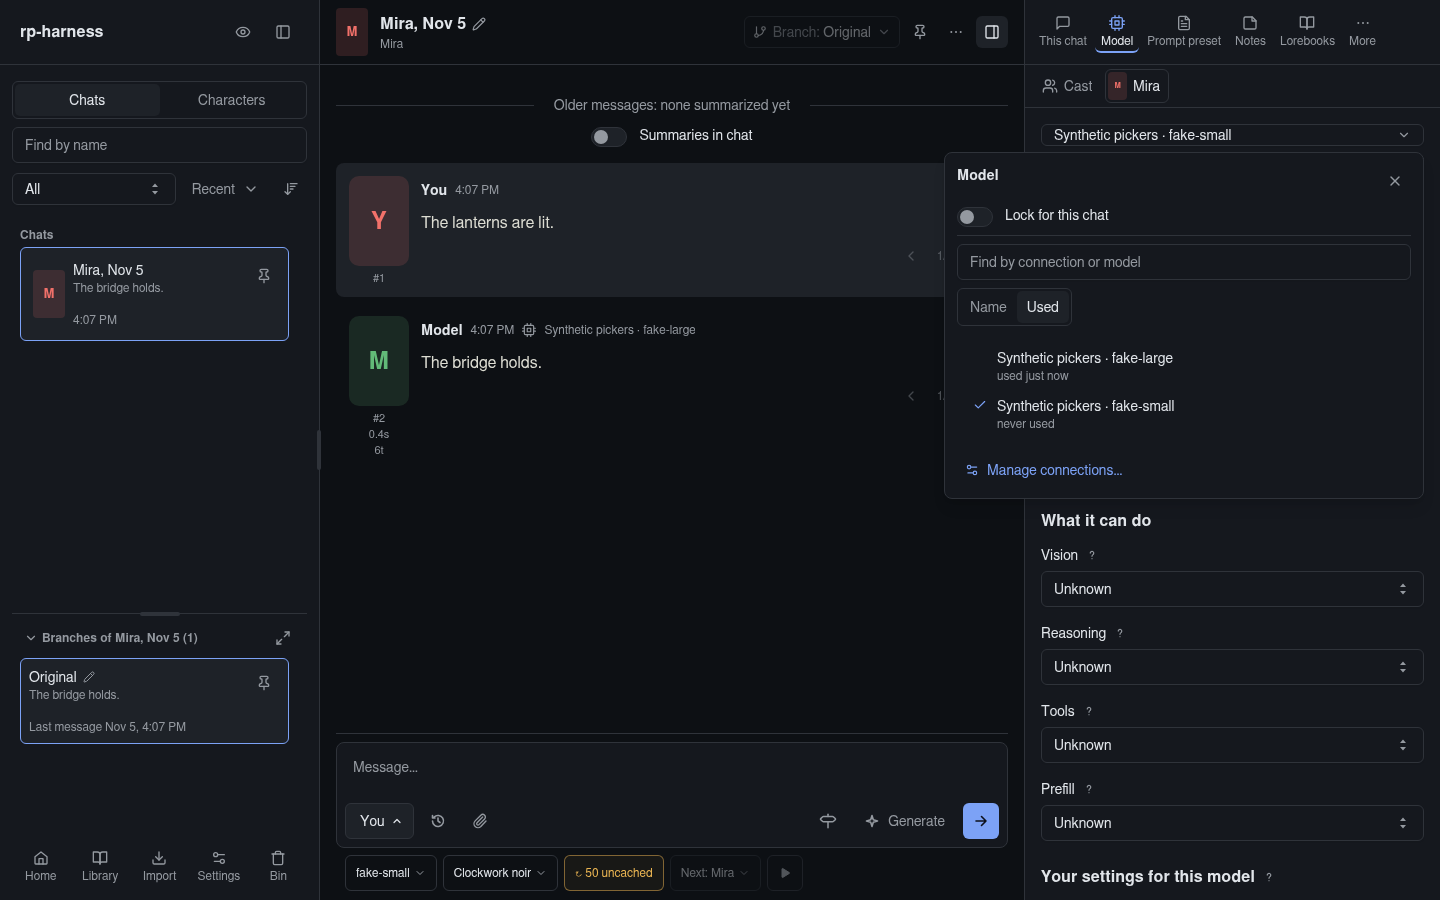 rp-harness
Chats
Characters
Find by name
All
Recent
Chats
M
Mira, Nov 5
The bridge holds.
4:07 PM
Branches of Mira, Nov 5 (1)
Original
The bridge holds.
Last message Nov 5, 4:07 PM
Home
Library
Import
Settings
Bin
M
Mira, Nov 5
Mira
Branch: Original
Older messages: none summarized yet
Summaries in chat
Y
You 4:07 PM
The lanterns are lit.
#1
1
M
Model 4:07 PM Synthetic pickers · fake-large
The bridge holds.
#2
0.4s
6t
1
Message...
You
Generate
fake-small
Clockwork noir
50 uncached
Next: Mira
This chat
Model
Prompt preset
Notes
Lorebooks
More
Cast
M
Mira
Synthetic pickers · fake-small
Model
Lock for this chat
Find by connection or model
Name
Used
Synthetic pickers · fake-large
used just now
Synthetic pickers · fake-small
never used
Manage connections...
What it can do
Vision ?
Unknown
Reasoning ?
Unknown
Tools ?
Unknown
Prefill ?
Unknown
Your settings for this model ?